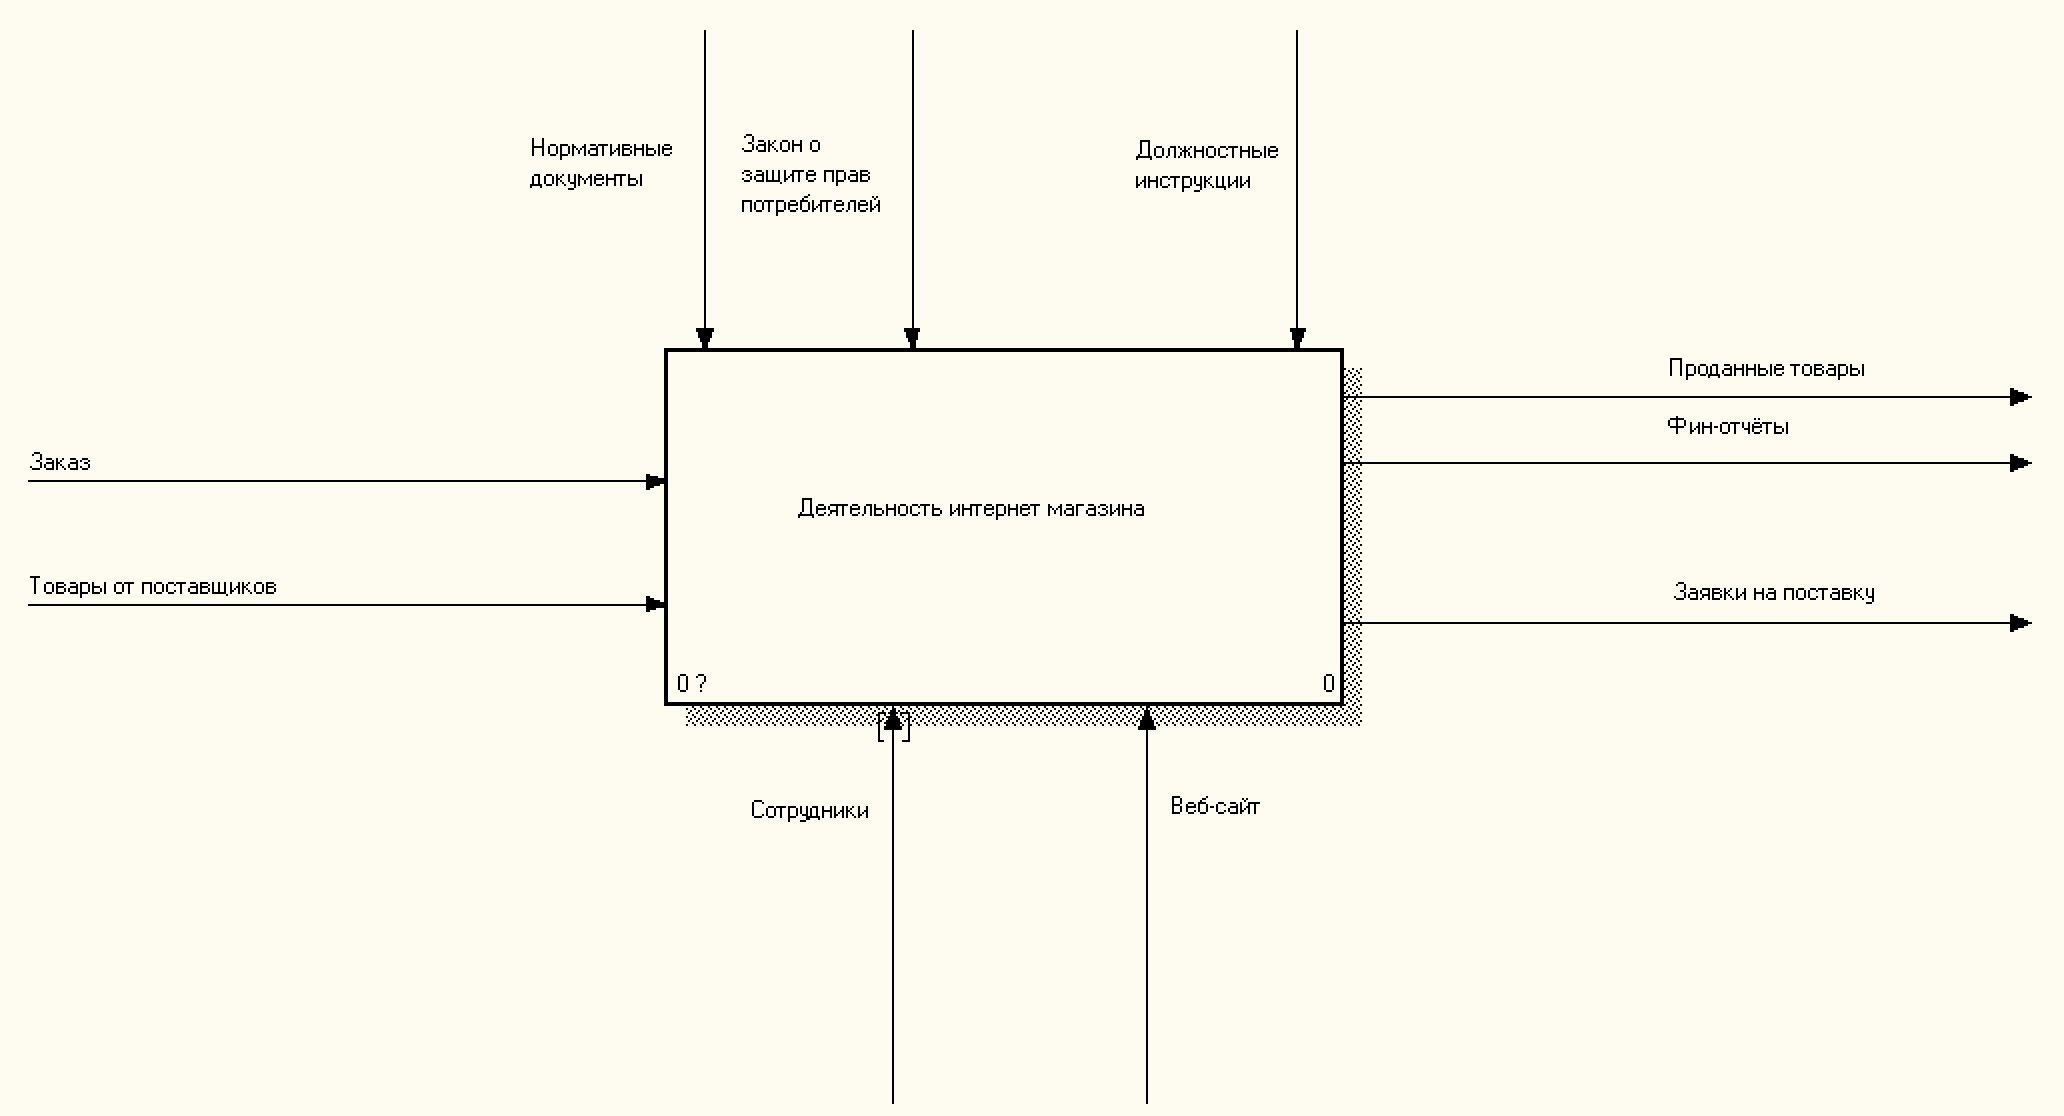 Нормативные
документы
Закон о
защите прав
потребителей
Должностные
инструкции
Проданные товары
Фин-отчёты
Заказ
Деятельность интернет магазина
Товары от поставщиков
Заявки на поставку
0 ?
0
Сотрудники
Веб-сайт